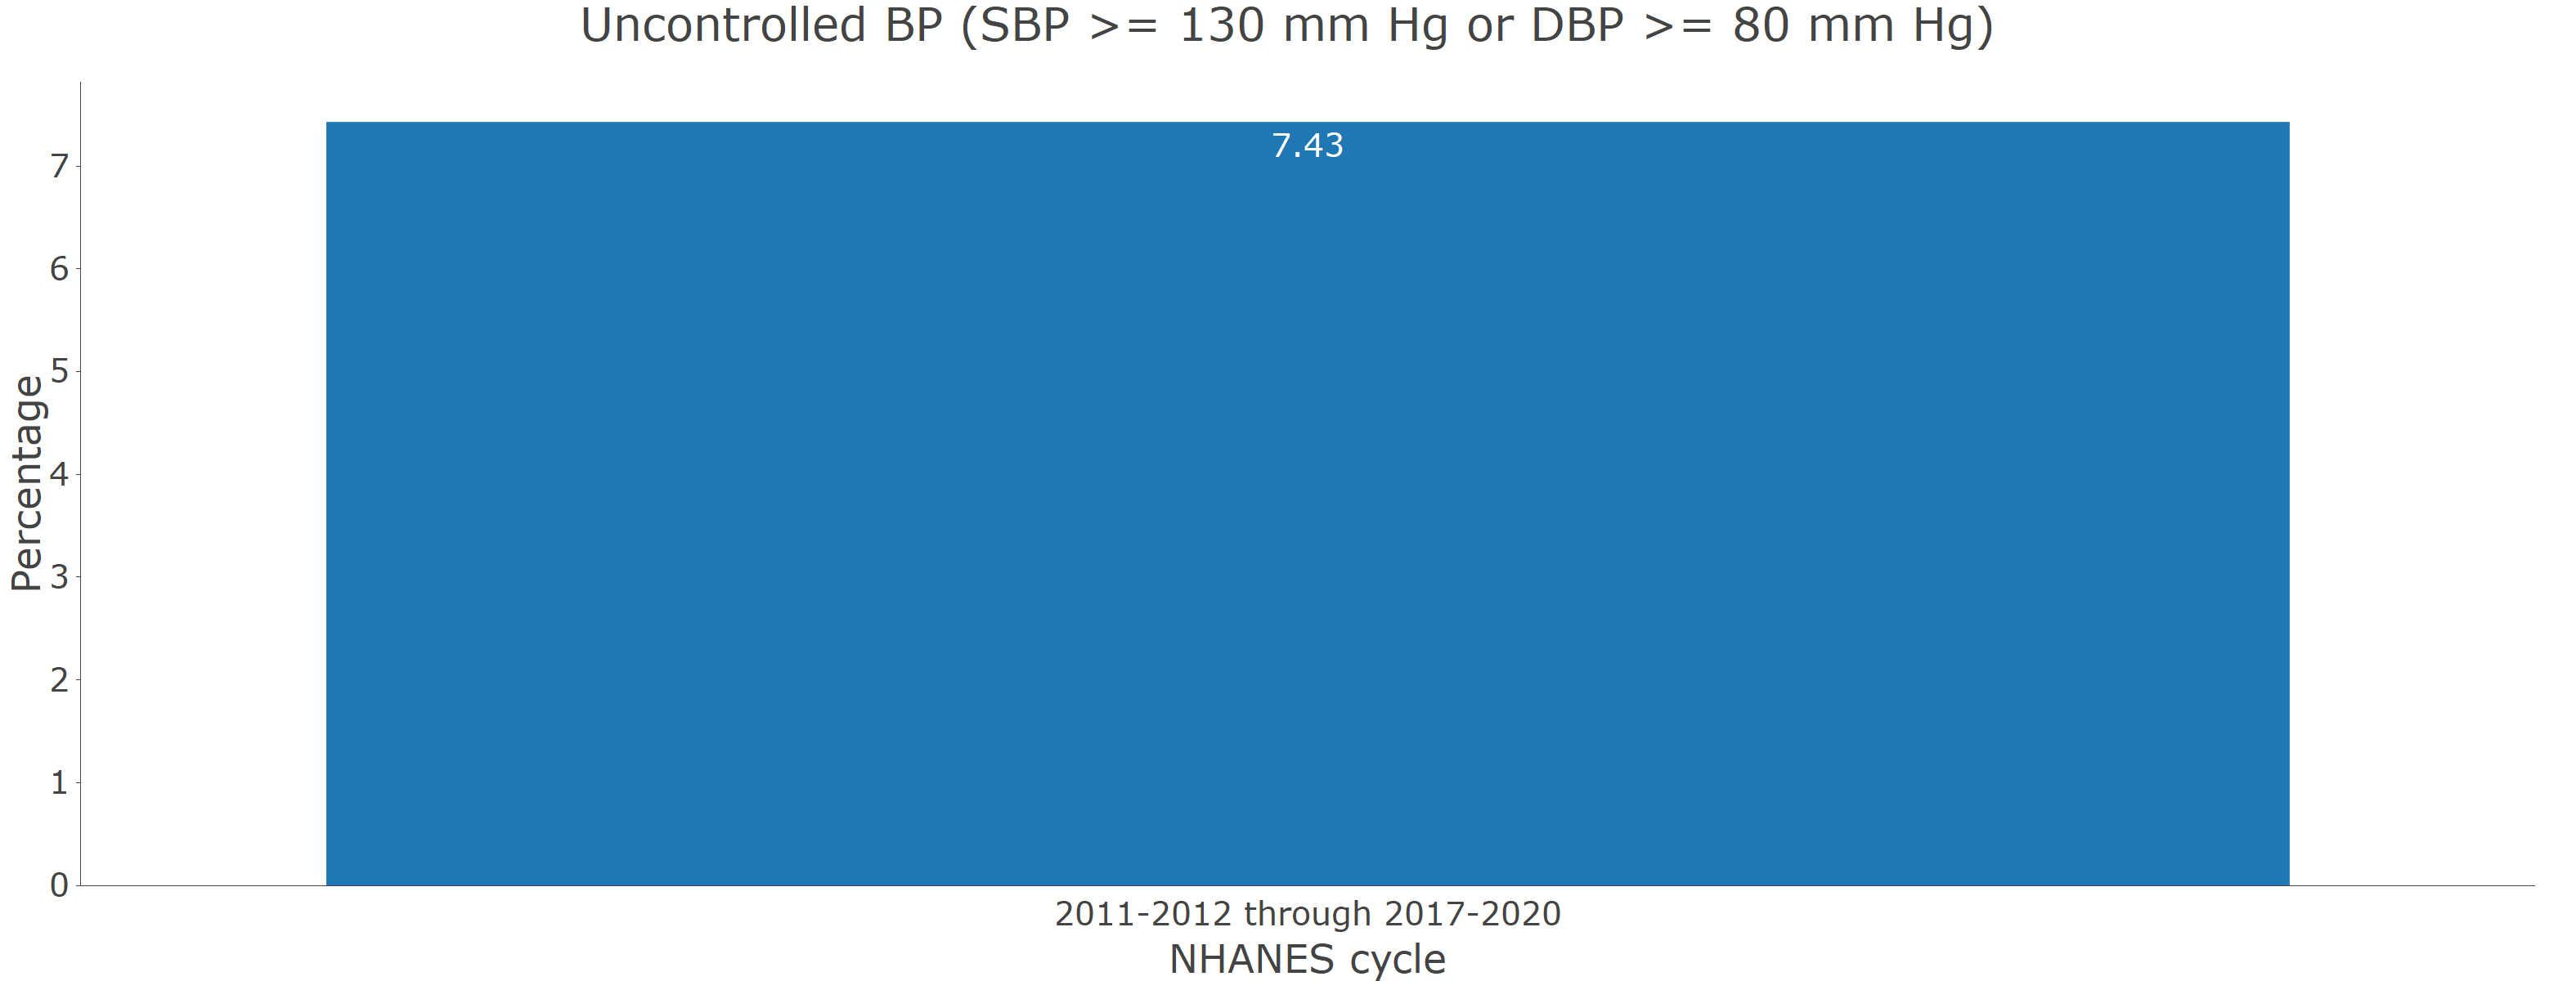 Uncontrolled BP (SBP >= 130 mm Hg or DBP >= 80 mm Hg)
7.43
7
6
5
4
3
2
1
0
Percentage
2011-2012 through 2017-2020
NHANES cycle